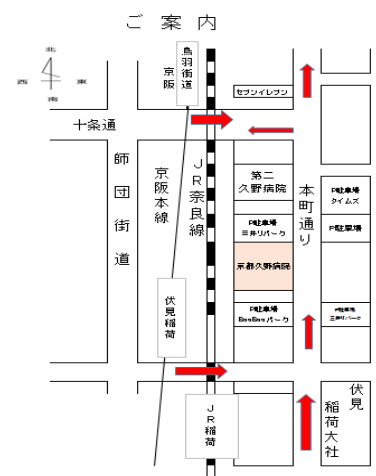 ご案内
北
西
東
南
京阪
鳥羽街道
セブンイレブン
十条通
師団街道
京阪本線
JR奈良線
第二
久野病院
本町通り
P駐車場
タイムズ
P駐車場
三井リパーク
P駐車場
京都久野病院
伏見稲荷
P駐車場
BeeBeeパーク
P駐車場
三井リパーク
JR稲荷
伏見
稲荷大社